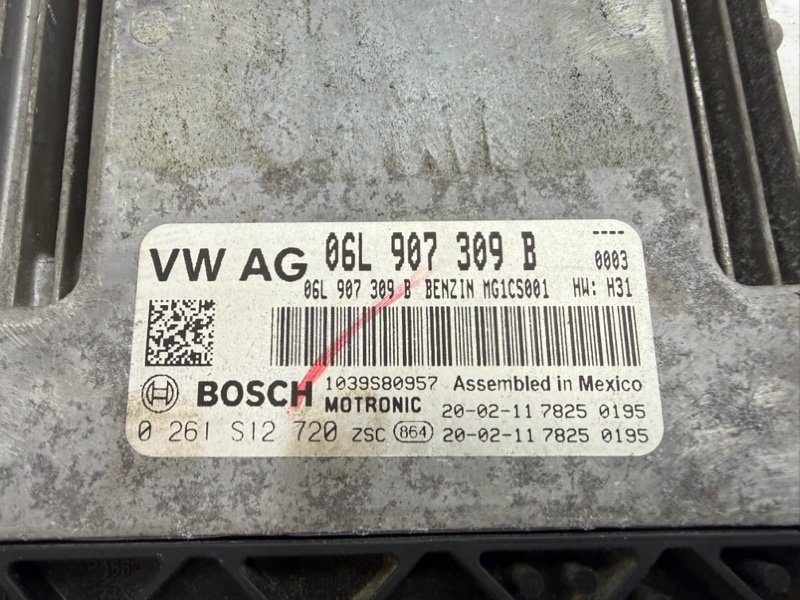 VW AG 06L 907 309 B ----
0003
06L 907 309 B BENZIN MG1CS001 HW: H31
BOSCH 1039S80957 Assembled in Mexico
MOTRONIC 20-02-11 7825 0195
0 261 S12 720 ZSC 864 20-02-11 7825 0195